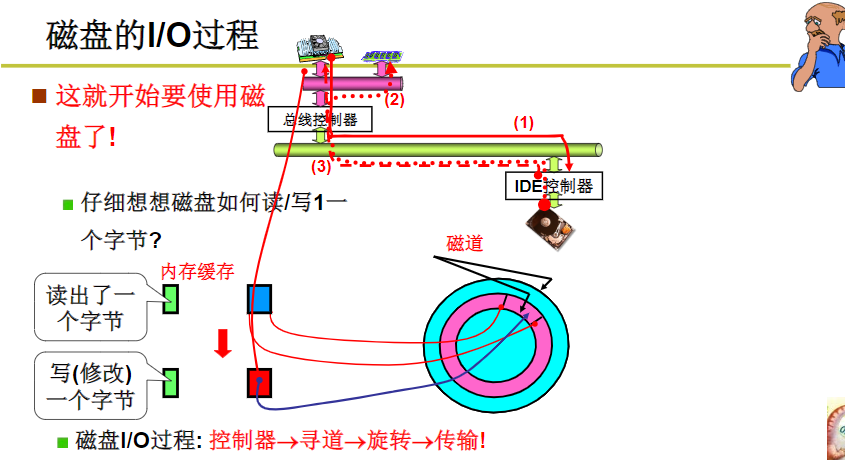 磁盘的I/O过程
这就开始要使用磁
盘了!
(2)
总线控制器
(1)
(3)
IDE控制器
仔细想想磁盘如何读/写1一
个字节?
磁道
内存缓存
读出了一
个字节
写(修改)
一个字节
磁盘I/O过程: 控制器→寻道→旋转→传输!